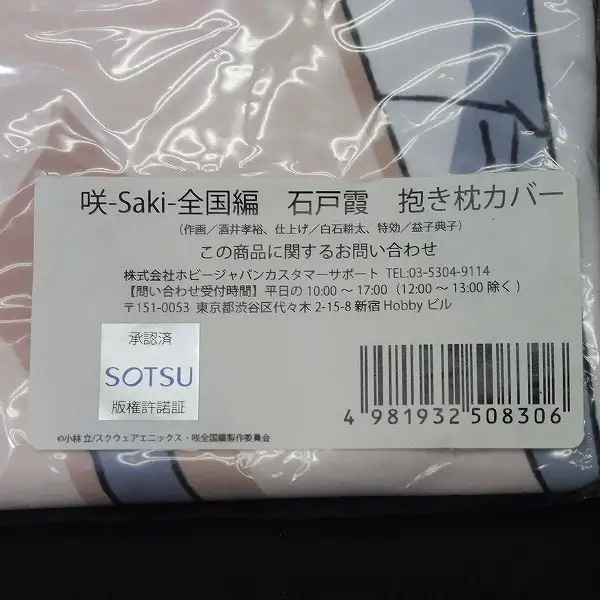 咲-Saki-全国編　石戸霞　抱き枕カバー
（作画／酒井孝裕、仕上げ／白石耕太、特効／益子典子）
この商品に関するお問い合わせ
株式会社ホビージャパンカスタマーサポート TEL:03-5304-9114
【問い合わせ受付時間】平日の 10:00 ～ 17:00（12:00 ～ 13:00 除く）
〒151-0053 東京都渋谷区代々木 2-15-8 新宿 Hobby ビル
承認済
SOTSU
版権許諾証
4 981932 508306
©小林 立/スクウェアエニックス・咲全国編製作委員会